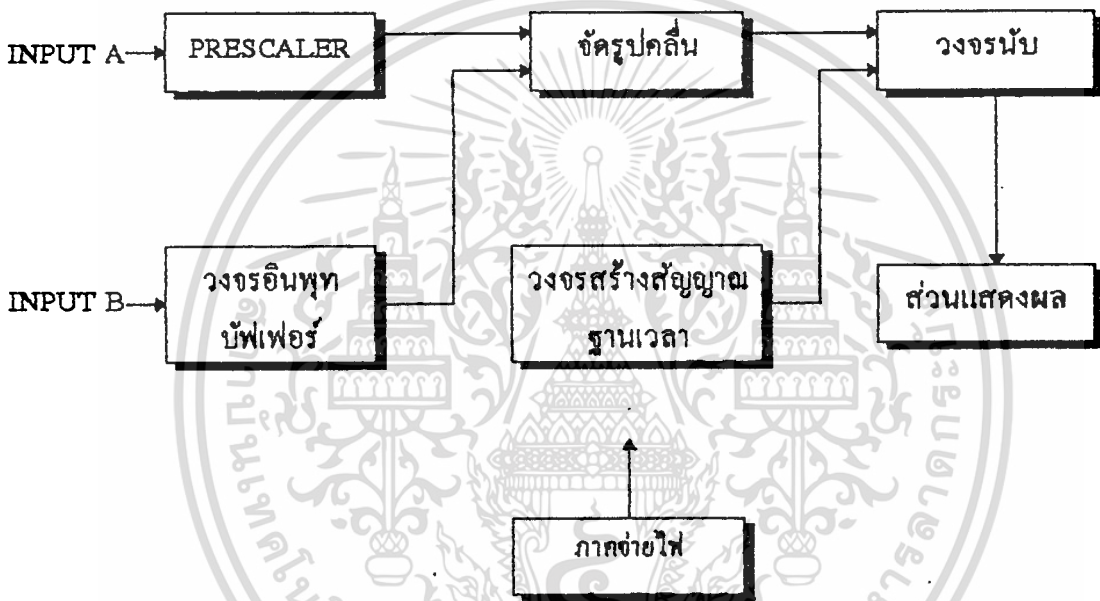 INPUT A
PRESCALER
จัดรูปคลื่น
วงจรนับ
INPUT B
วงจรอินพุท
บัฟเฟอร์
วงจรสร้างสัญญาณ
ฐานเวลา
ส่วนแสดงผล
ภาคจ่ายไฟ